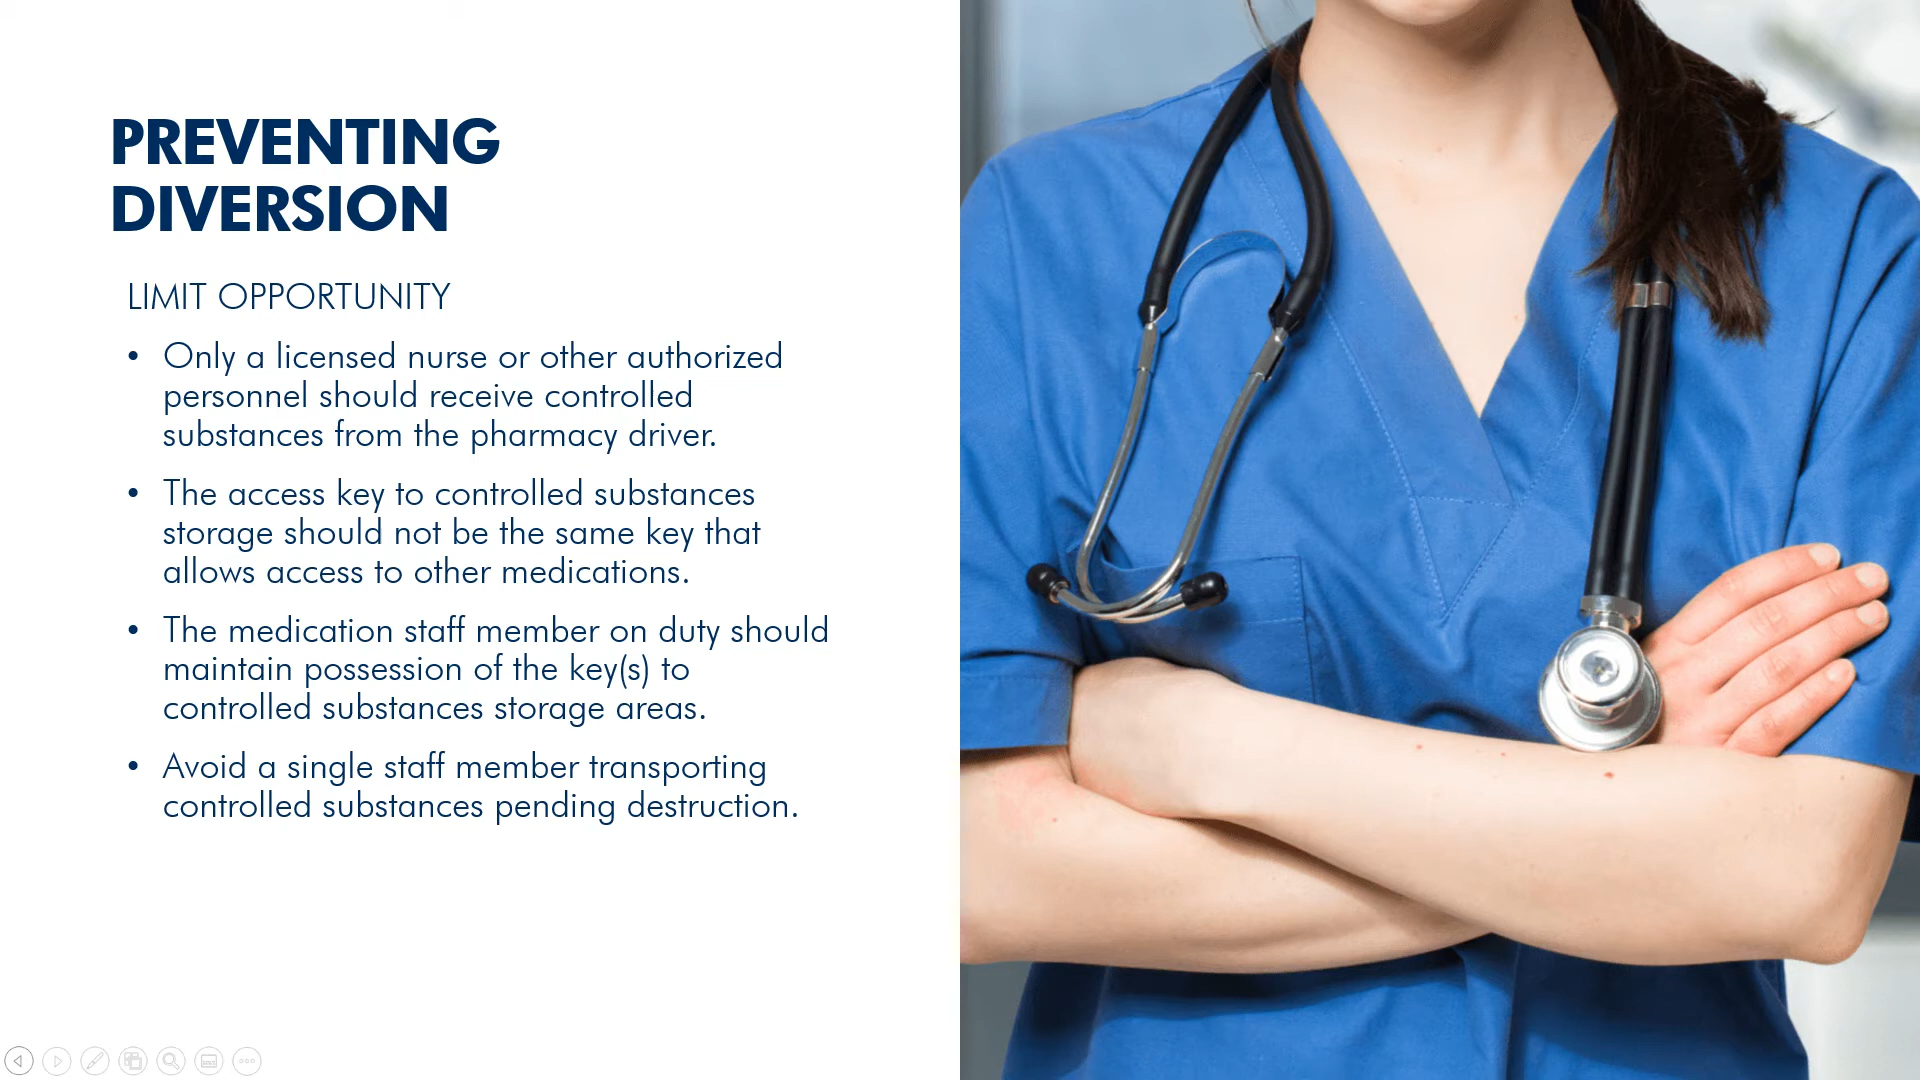 PREVENTING
DIVERSION
LIMIT OPPORTUNITY
• Only a licensed nurse or other authorized
personnel should receive controlled
substances from the pharmacy driver.
• The access key to controlled substances
storage should not be the same key that
allows access to other medications.
• The medication staff member on duty should
maintain possession of the key(s) to
controlled substances storage areas.
• Avoid a single staff member transporting
controlled substances pending destruction.